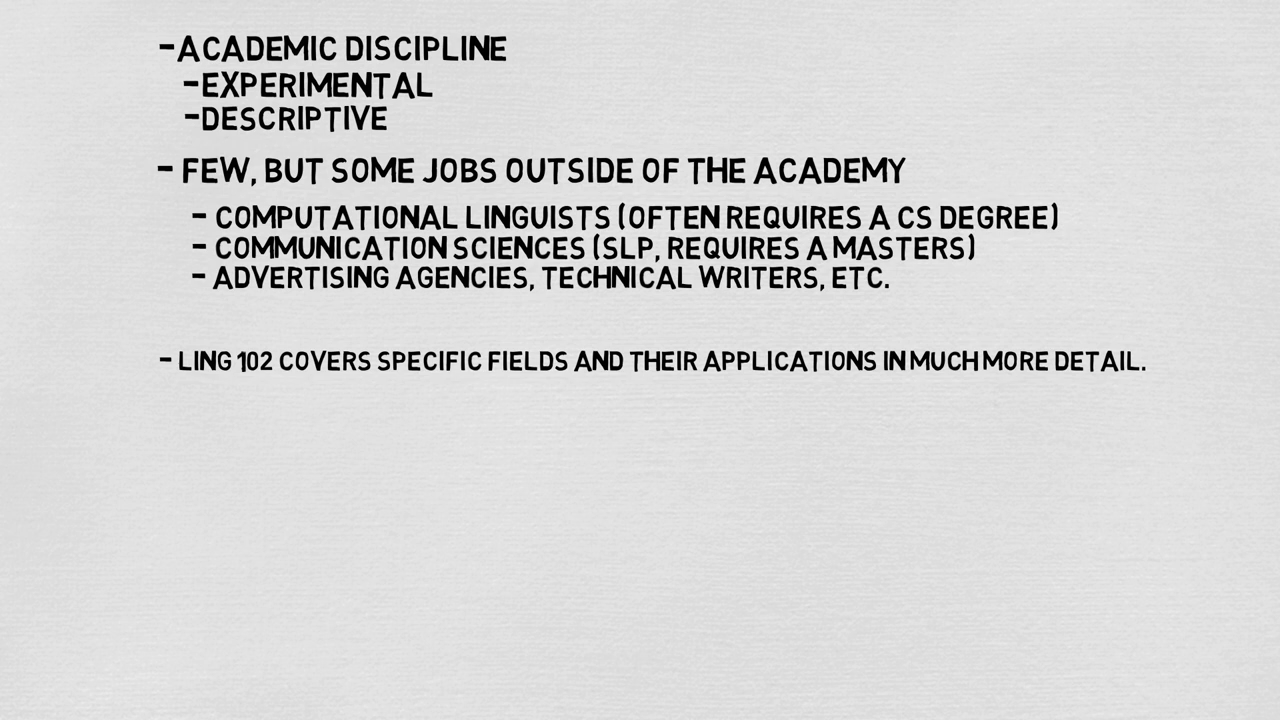 -ACADEMIC DISCIPLINE
-EXPERIMENTAL
-DESCRIPTIVE
- FEW, BUT SOME JOBS OUTSIDE OF THE ACADEMY
- COMPUTATIONAL LINGUISTS (OFTEN REQUIRES A CS DEGREE)
- COMMUNICATION SCIENCES (SLP, REQUIRES A MASTERS)
- ADVERTISING AGENCIES, TECHNICAL WRITERS, ETC.
- LING 102 COVERS SPECIFIC FIELDS AND THEIR APPLICATIONS IN MUCH MORE DETAIL.